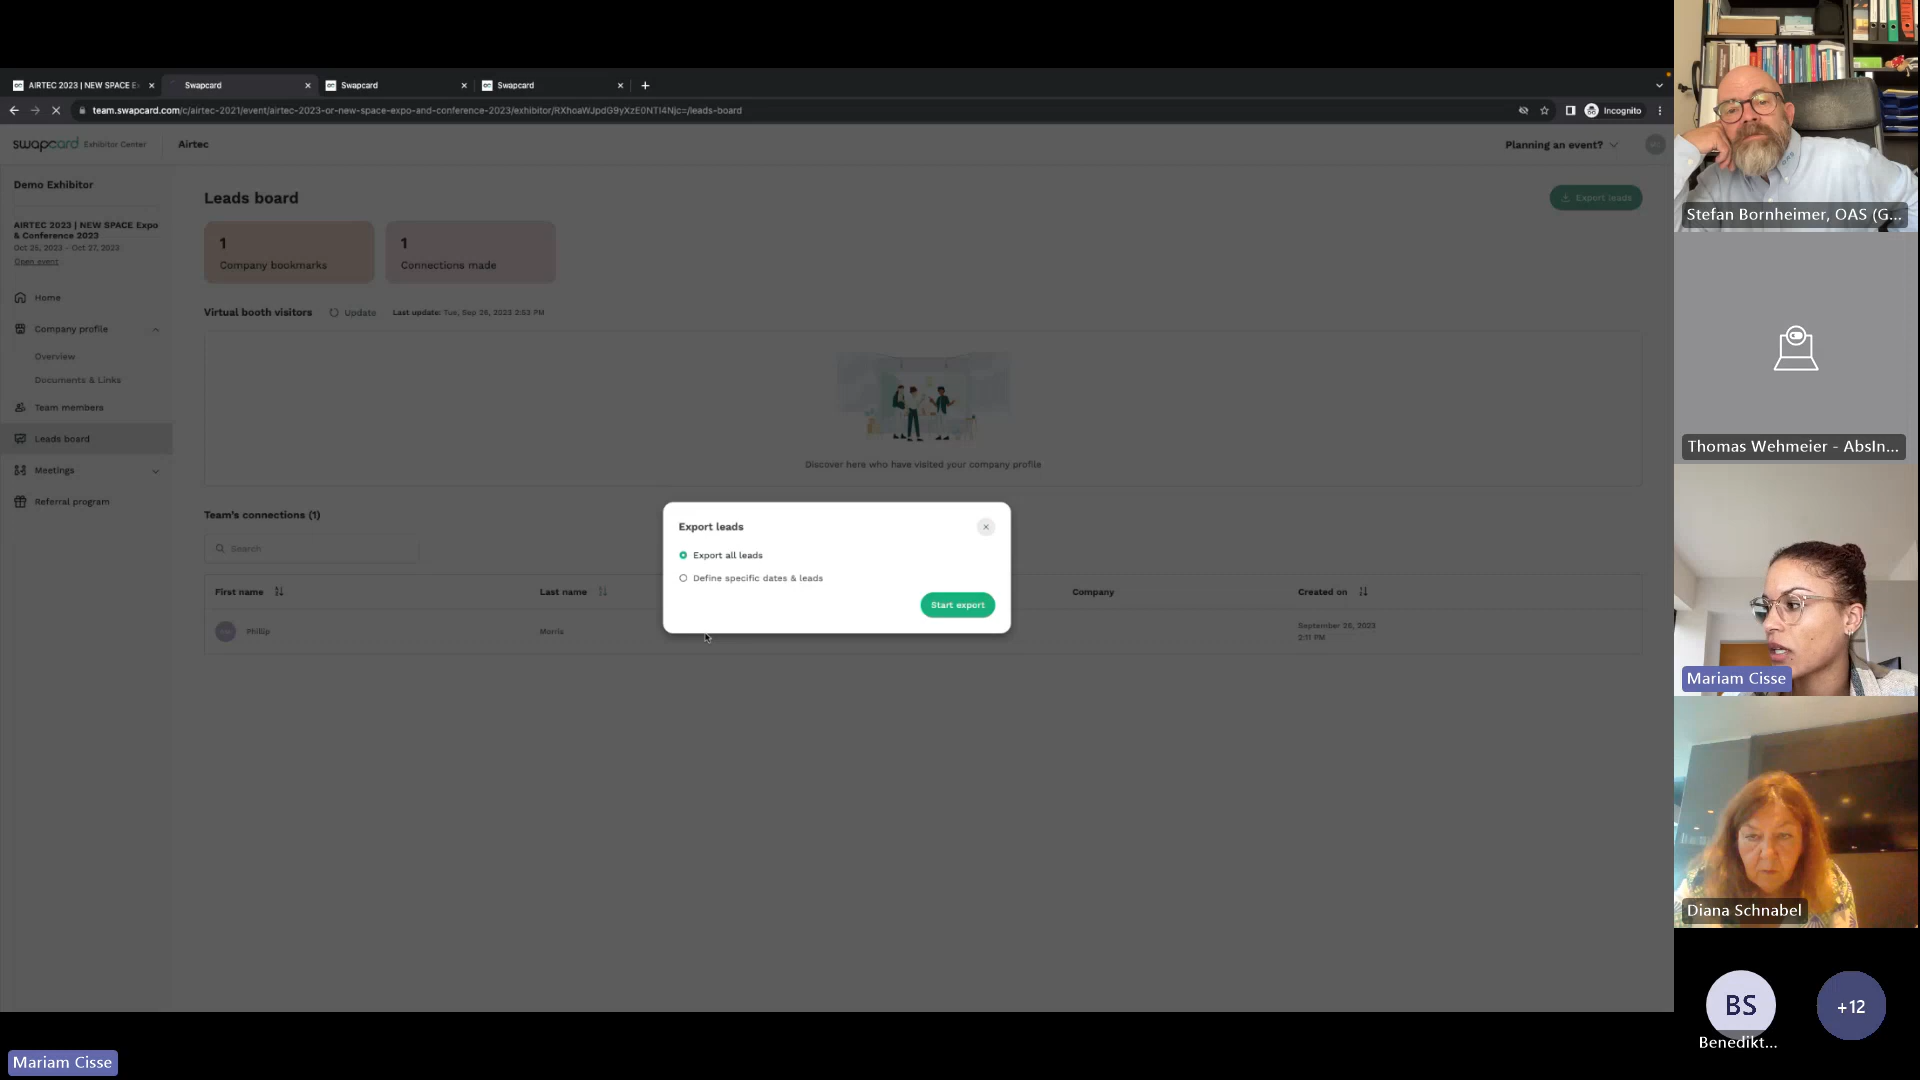 AIRTEC 2023 | NEW SPACE E
Swapcard
Swapcard
Swapcard
team.swapcard.com/c/airtec-2021/event/airtec-2023-or-new-space-expo-and-conference-2023/exhibitor/RXhoaWJpdG9yXzE0NTI4Njc=/leads-board
Incognito
swapcard Exhibitor Center
Airtec
Planning an event?
Demo Exhibitor
AIRTEC 2023 | NEW SPACE Expo
& Conference 2023
Oct 25, 2023 - Oct 27, 2023
Open event
Home
Company profile
Overview
Documents & Links
Team members
Leads board
Meetings
Referral program
Leads board
Export leads
1
Company bookmarks
1
Connections made
Virtual booth visitors
Update
Last update: Tue, Sep 26, 2023 2:53 PM
Discover here who have visited your company profile
Team's connections (1)
Search
First name
Last name
Company
Created on
Phillip
Morris
September 26, 2023
2:11 PM
Export leads
Export all leads
Define specific dates & leads
Start export
Stefan Bornheimer, OAS (G...
Thomas Wehmeier - AbsIn...
Mariam Cisse
Diana Schnabel
BS
Benedikt...
+12
Mariam Cisse